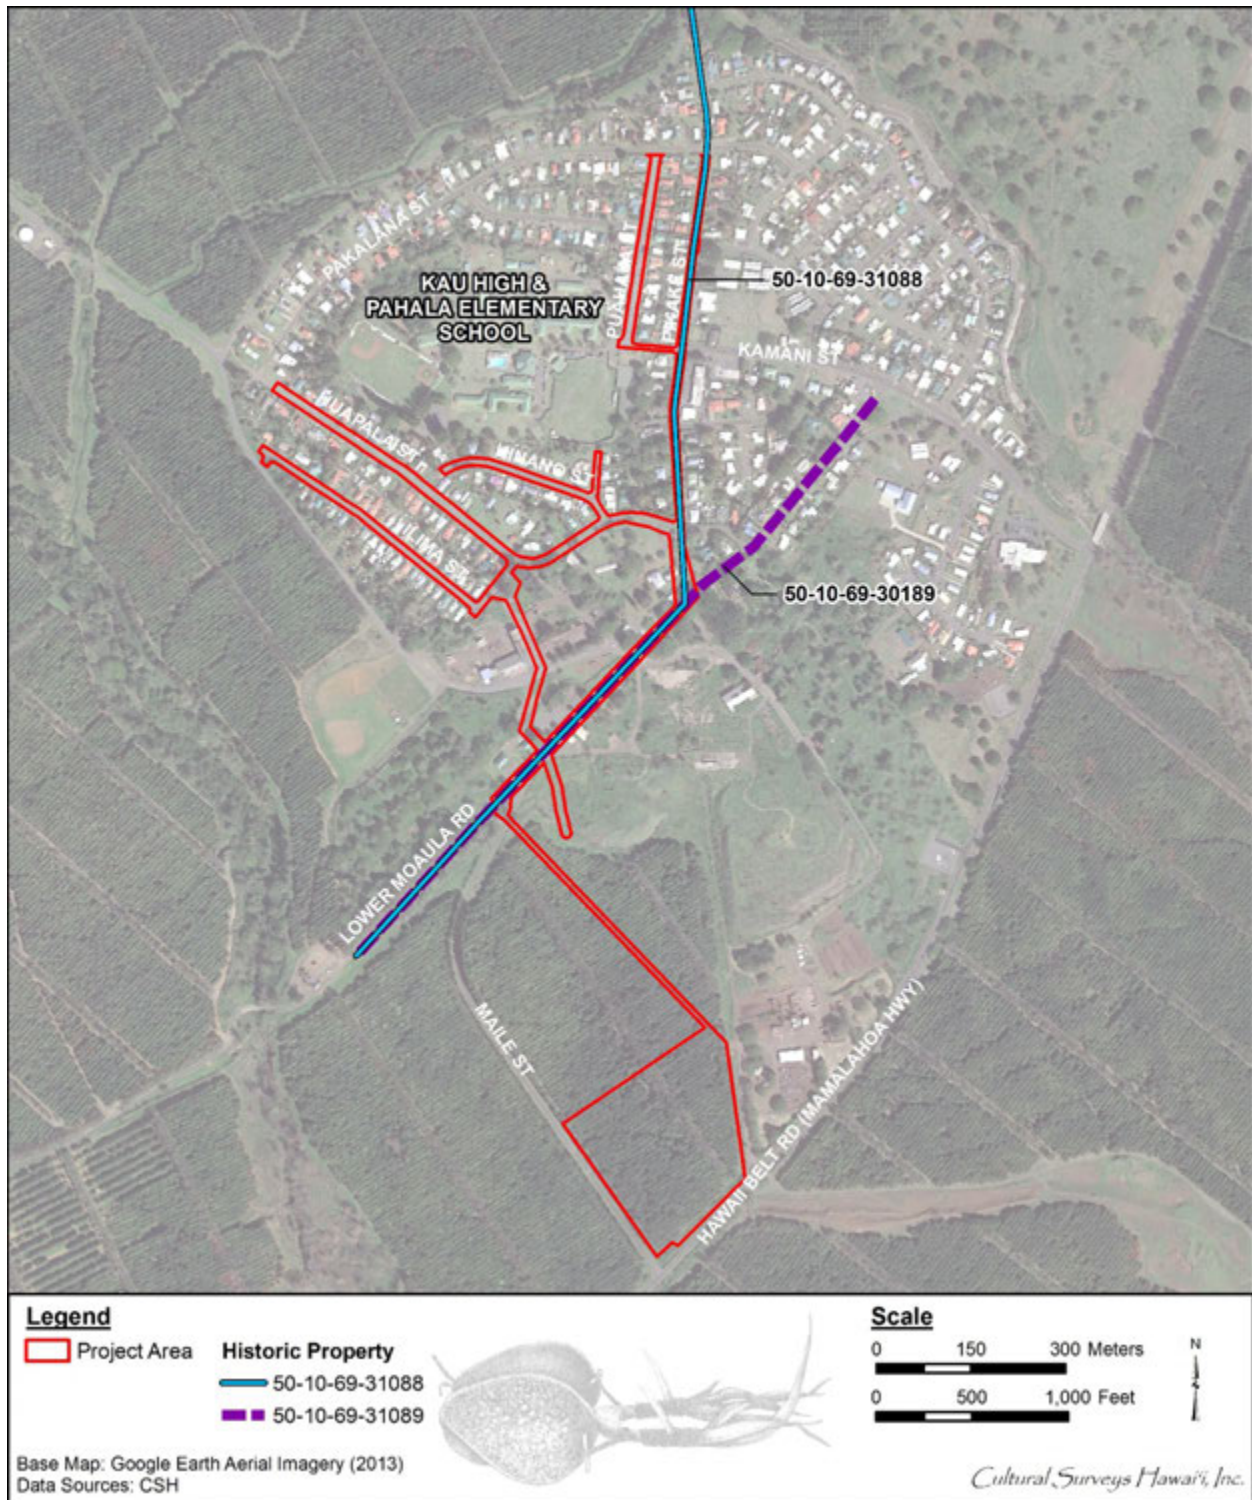 PAKALANA ST
KAU HIGH &
PAHALA ELEMENTARY
SCHOOL
PIKAKE ST
50-10-69-31088
KAMANI ST
PUAPALAI ST
HINANO ST
ILIMA ST
50-10-69-30189
LOWER MOAULA RD
MAILE ST
HAWAII BELT RD (MAMALAHOA HWY)
Legend
Project Area
Historic Property
50-10-69-31088
50-10-69-31089
Base Map: Google Earth Aerial Imagery (2013)
Data Sources: CSH
Scale
0 150 300 Meters
0 500 1,000 Feet
N
Cultural Surveys Hawai‘i, Inc.